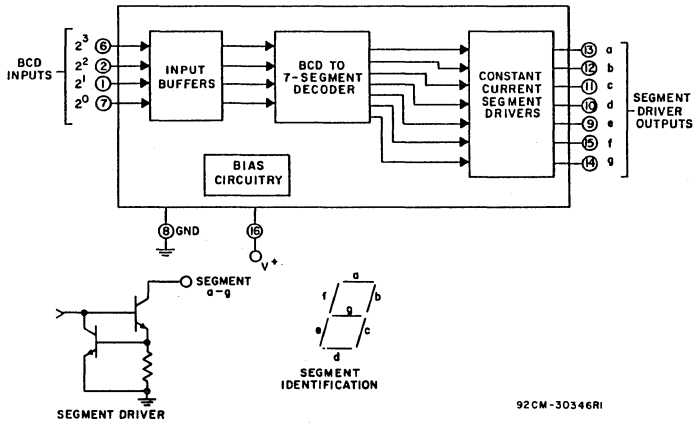 BCD
INPUTS
2³ ⑥
2² ②
2¹ ①
2⁰ ⑦
INPUT
BUFFERS
BCD TO
7-SEGMENT
DECODER
CONSTANT
CURRENT
SEGMENT
DRIVERS
⑬ a
⑫ b
⑪ c
⑩ d
⑨ e
⑮ f
⑭ g
SEGMENT
DRIVER
OUTPUTS
BIAS
CIRCUITRY
⑧ GND
⑯
V+
SEGMENT
a-g
SEGMENT DRIVER
a
f
b
g
e
c
d
SEGMENT
IDENTIFICATION
92CM-30346RI